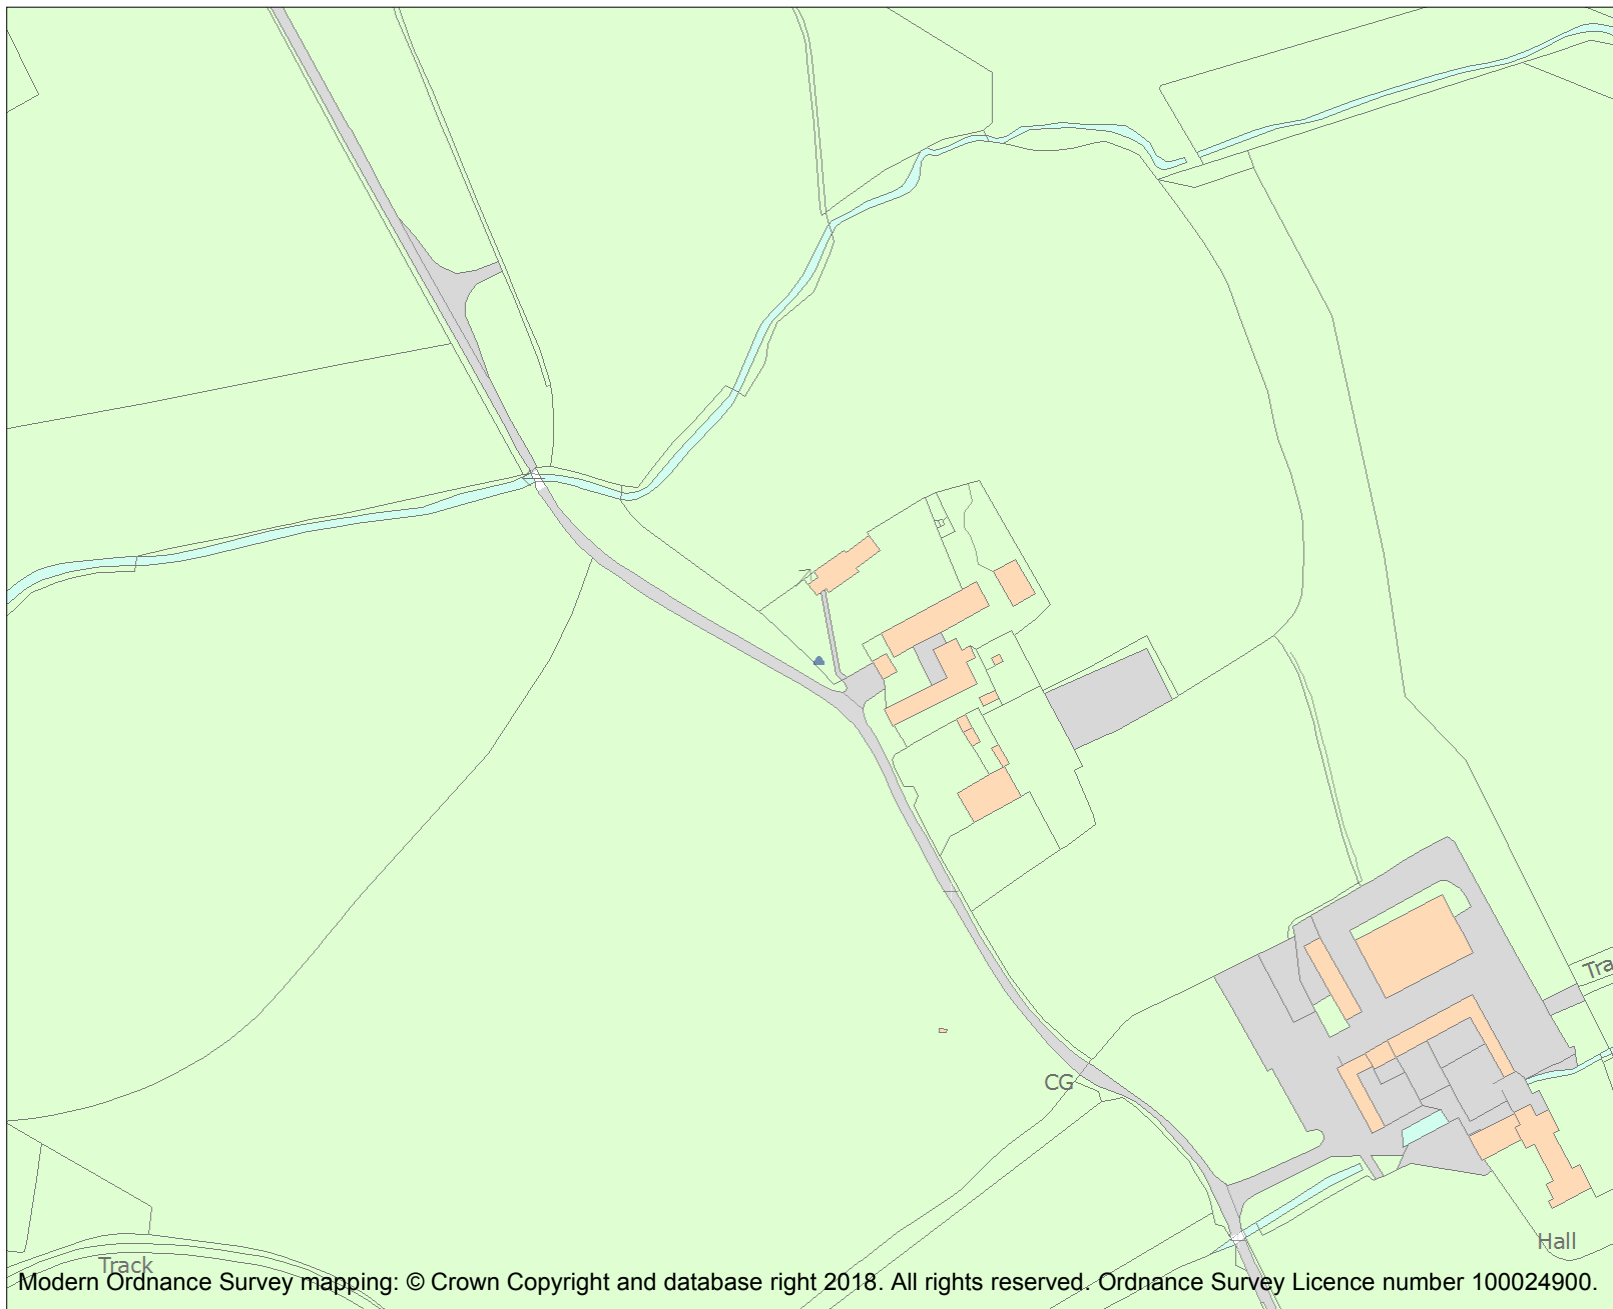 Tra
CG
Hall
Track
Modern Ordnance Survey mapping: © Crown Copyright and database right 2018. All rights reserved. Ordnance Survey Licence number 100024900.